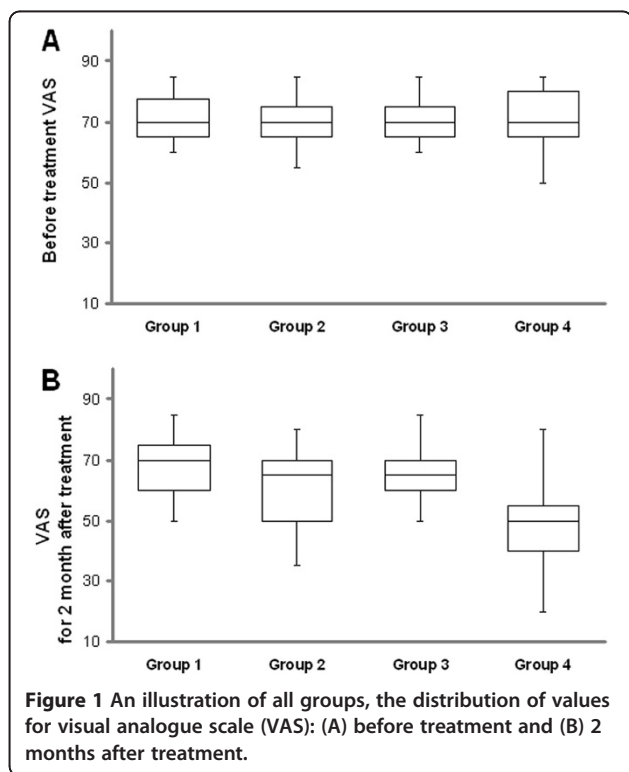 A
Before treatment VAS
90
70
50
30
10
Group 1 Group 2 Group 3 Group 4
B
VAS
for 2 month after treatment
90
70
50
30
10
Group 1 Group 2 Group 3 Group 4
Figure 1 An illustration of all groups, the distribution of values
for visual analogue scale (VAS): (A) before treatment and (B) 2
months after treatment.